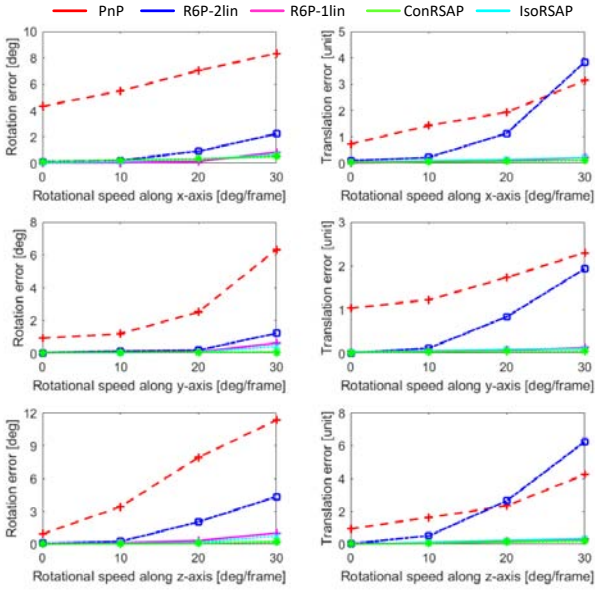 PnP R6P-2lin R6P-1lin ConRSAP IsoRSAP
Rotation error [deg]
10
8
6
4
2
0
0 10 20 30
Rotational speed along x-axis [deg/frame]
Translation error [unit]
5
4
3
2
1
0
0 10 20 30
Rotational speed along x-axis [deg/frame]
Rotation error [deg]
8
6
4
2
0
0 10 20 30
Rotational speed along y-axis [deg/frame]
Translation error [unit]
3
2
1
0
0 10 20 30
Rotational speed along y-axis [deg/frame]
Rotation error [deg]
12
9
6
3
0
0 10 20 30
Rotational speed along z-axis [deg/frame]
Translation error [unit]
8
6
4
2
0
0 10 20 30
Rotational speed along z-axis [deg/frame]